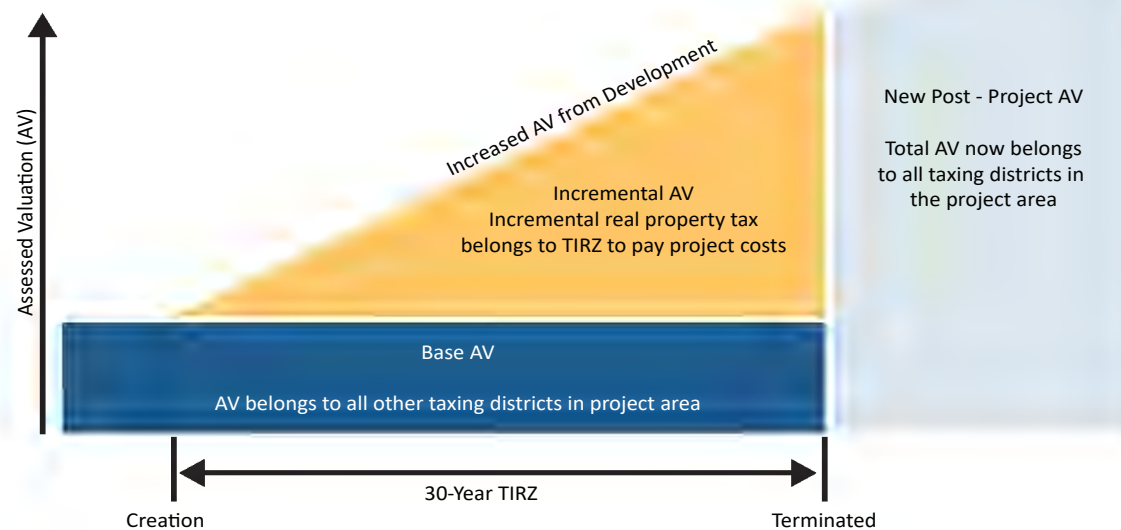 Assessed Valuation (AV)
Increased AV from Development
Incremental AV
Incremental real property tax
belongs to TIRZ to pay project costs
New Post - Project AV
Total AV now belongs
to all taxing districts in
the project area
Base AV
AV belongs to all other taxing districts in project area
30-Year TIRZ
Creation
Terminated